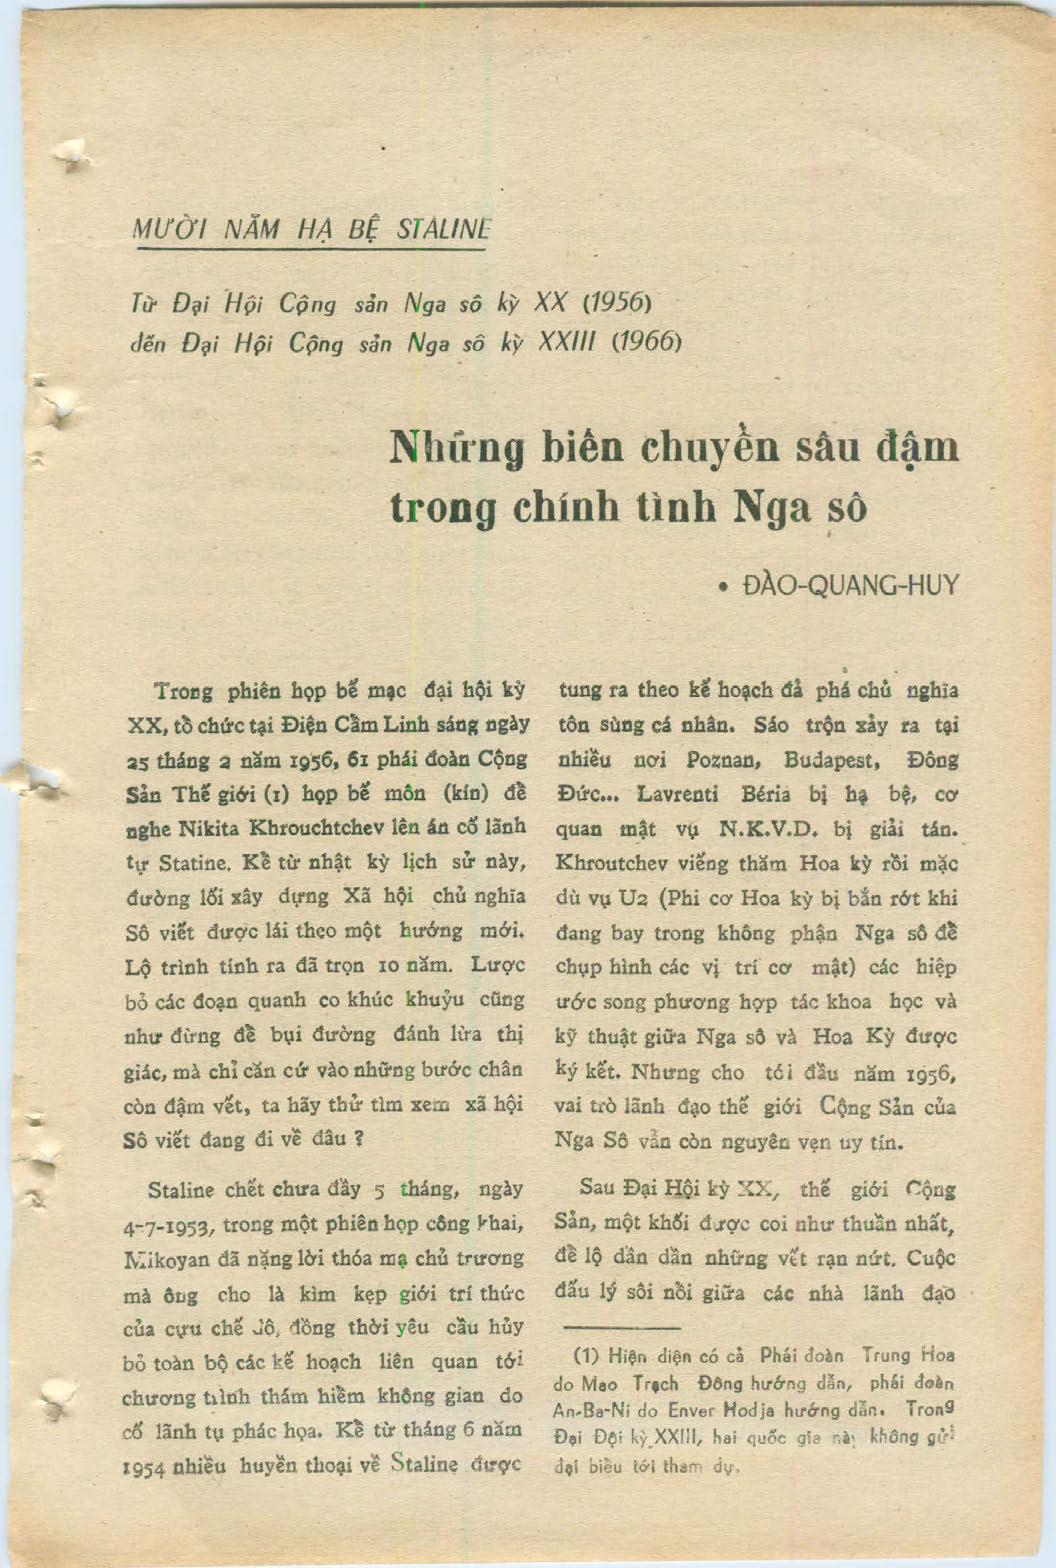 MƯỜI NĂM HẠ BỆ STALINE
Từ Đại Hội Cộng sản Nga sô kỳ XX (1956)
đến Đại Hội Cộng sản Nga sô kỳ XXIII (1966)
Những biên chuyển sâu đậm
trong chính tình Nga sô
• ĐÀO-QUANG-HUY
Trong phiên họp bế mạc đại hội kỳ
XX, tổ chức tại Điện Cẩm Linh sáng ngày
25 tháng 2 năm 1956, 61 phái đoàn Cộng
Sản Thế giới (1) họp bế môn (kín) để
nghe Nikita Khrouchtchev lên án cố lãnh
tự Statine. Kể từ nhật kỳ lịch sử này,
đường lối xây dựng Xã hội chủ nghĩa
Sô viết được lái theo một hướng mới.
Lộ trình tính ra đã trọn 10 năm. Lược
bỏ các đoạn quanh co khúc khuỷu cũng
như đừng để bụi đường đánh lừa thị
giác, mà chỉ căn cứ vào những bước chân
còn đậm vết, ta hãy thử tìm xem xã hội
Sô viết đang đi về đâu ?
Staline chết chưa đầy 5 tháng, ngày
4-7-1953, trong một phiên họp công khai,
Mikoyan đã nặng lời thóa mạ chủ trương
mà ông cho là kìm kẹp giới trí thức
của cựu chế độ, đồng thời yêu cầu hủy
bỏ toàn bộ các kế hoạch liên quan tới
chương trình thám hiểm không gian do
cố lãnh tụ phác họa. Kể từ tháng 6 năm
1954 nhiều huyền thoại về Staline được
tung ra theo kế hoạch đả phá chủ nghĩa
tôn sùng cá nhân. Sáo trộn xảy ra tại
nhiều nơi Poznan, Budapest, Đông
Đức... Lavrenti Béria bị hạ bệ, cơ
quan mật vụ N.K.V.D. bị giải tán.
Khroutchev viếng thăm Hoa kỳ rồi mặc
dù vụ U2 (Phi cơ Hoa kỳ bị bắn rớt khi
đang bay trong không phận Nga sô để
chụp hình các vị trí cơ mật) các hiệp
ước song phương hợp tác khoa học và
kỹ thuật giữa Nga sô và Hoa Kỳ được
ký kết. Nhưng cho tới đầu năm 1956,
vai trò lãnh đạo thế giới Cộng Sản của
Nga Sô vẫn còn nguyên vẹn uy tín.
Sau Đại Hội kỳ XX, thế giới Cộng
Sản, một khối được coi như thuần nhất,
để lộ dần dần những vết rạn nứt. Cuộc
đấu lý sôi nổi giữa các nhà lãnh đạo
(1) Hiện diện có cả Phái đoàn Trung Hoa
do Mao Trạch Đông hướng dẫn, phái đoàn
An-Ba-Ni do Enver Hodja hướng dẫn. Trong
Đại Đội kỳ XXIII, hai quốc gia này không gửi
đại biểu tới tham dự.